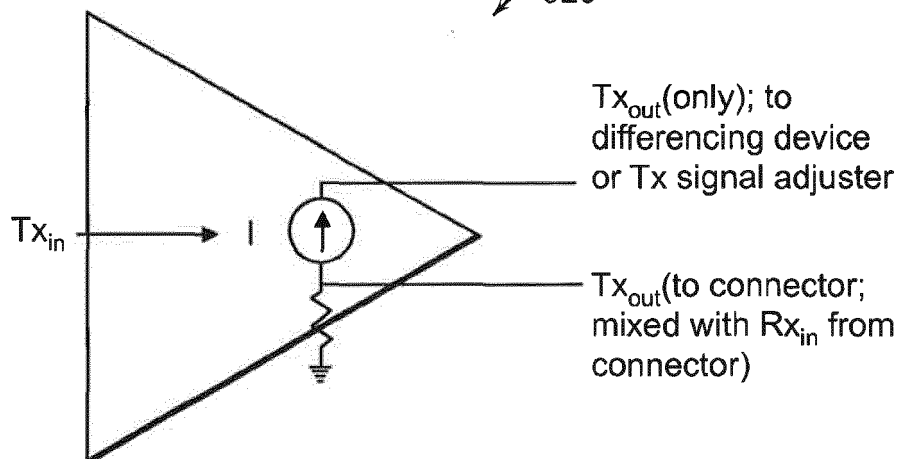 Tx_in
I
Tx_out(only); to
differencing device
or Tx signal adjuster
Tx_out(to connector;
mixed with Rx_in from
connector)